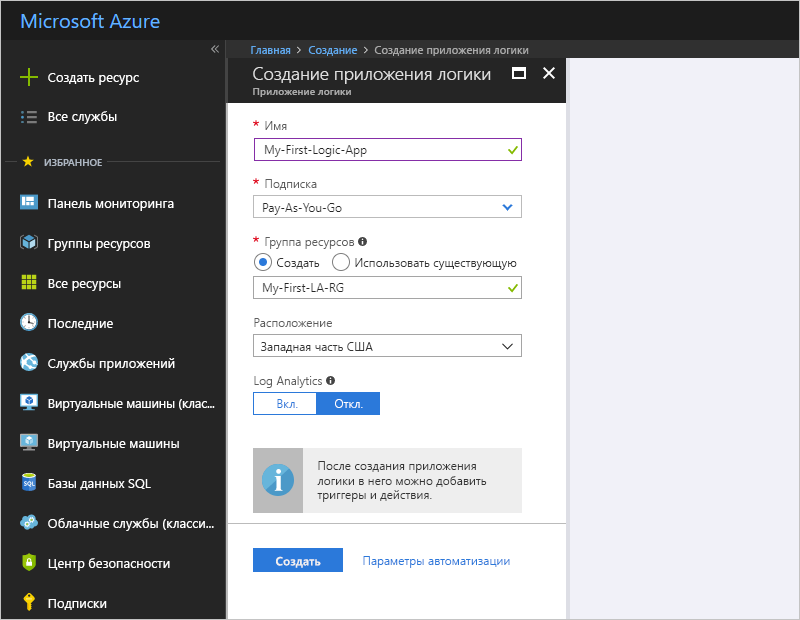 Microsoft Azure
Создать ресурс
Все службы
ИЗБРАННОЕ
Панель мониторинга
Группы ресурсов
Все ресурсы
Последние
Службы приложений
Виртуальные машины (клас...
Виртуальные машины
Базы данных SQL
Облачные службы (класси...
Центр безопасности
Подписки
Главная > Создание > Создание приложения логики
Создание приложения логики
Приложение логики
* Имя
My-First-Logic-App
* Подписка
Pay-As-You-Go
* Группа ресурсов
Создать Использовать существующую
My-First-LA-RG
Расположение
Западная часть США
Log Analytics
Вкл. Откл.
После создания приложения
логики в него можно добавить
триггеры и действия.
Создать Параметры автоматизации